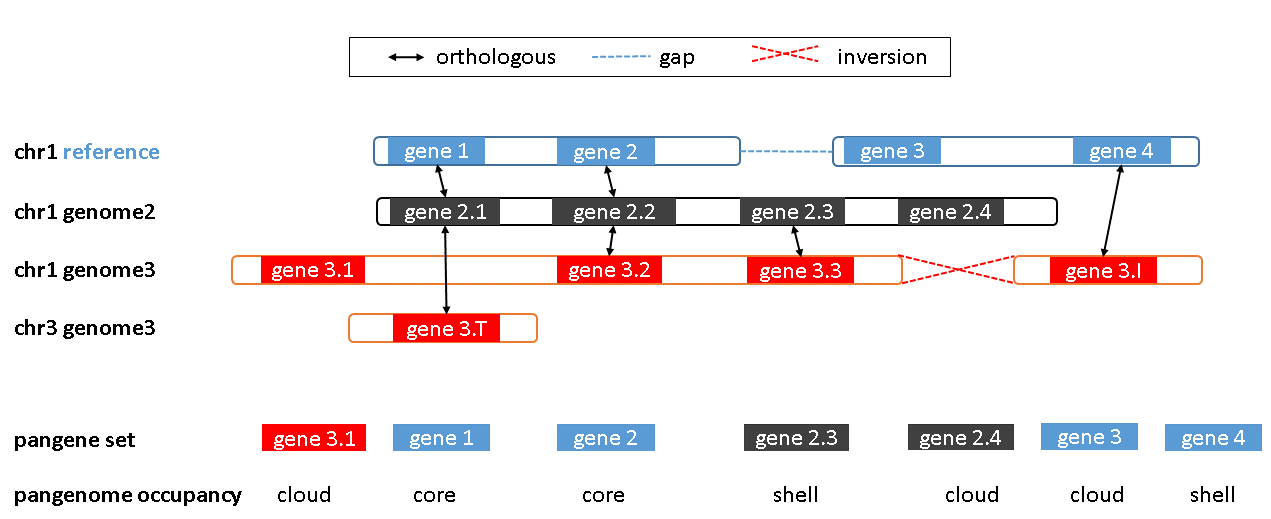 orthologous gap inversion
chr1 reference gene 1 gene 2 gene 3 gene 4
chr1 genome2 gene 2.1 gene 2.2 gene 2.3 gene 2.4
chr1 genome3 gene 3.1 gene 3.2 gene 3.3 gene 3.I
chr3 genome3 gene 3.T
pangene set gene 3.1 gene 1 gene 2 gene 2.3 gene 2.4 gene 3 gene 4
pangenome occupancy cloud core core shell cloud cloud shell